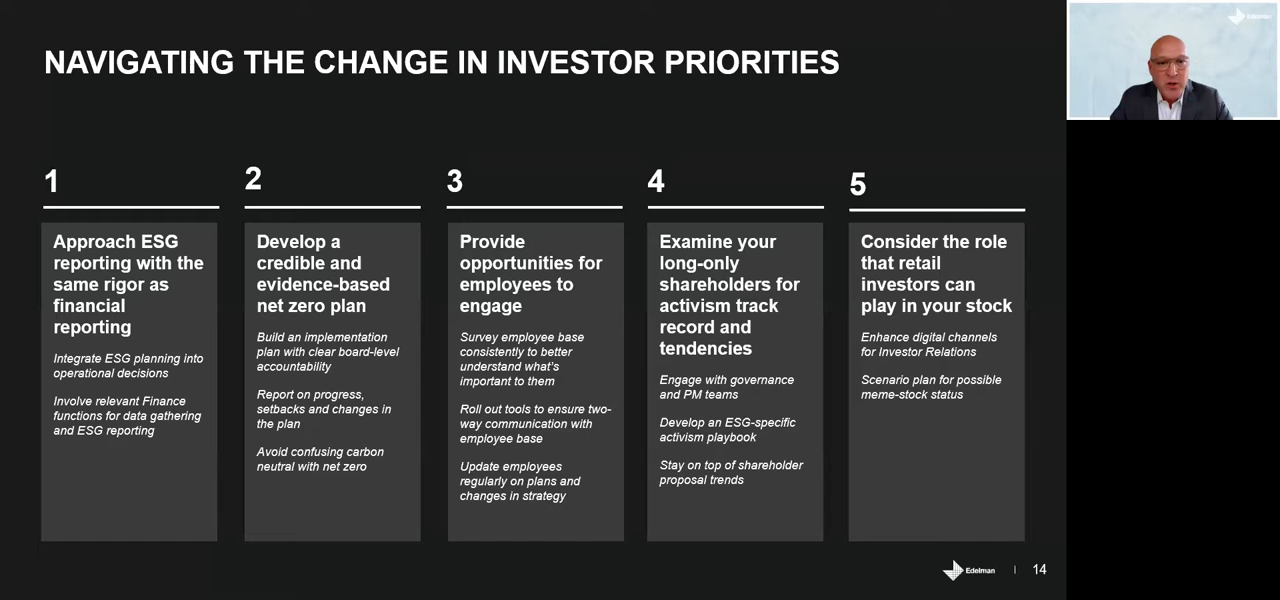 NAVIGATING THE CHANGE IN INVESTOR PRIORITIES
1
Approach ESG
reporting with the
same rigor as
financial
reporting
Integrate ESG planning into
operational decisions
Involve relevant Finance
functions for data gathering
and ESG reporting
2
Develop a
credible and
evidence-based
net zero plan
Build an implementation
plan with clear board-level
accountability
Report on progress,
setbacks and changes in
the plan
Avoid confusing carbon
neutral with net zero
3
Provide
opportunities for
employees to
engage
Survey employee base
consistently to better
understand what's
important to them
Roll out tools to ensure two-
way communication with
employee base
Update employees
regularly on plans and
changes in strategy
4
Examine your
long-only
shareholders for
activism track
record and
tendencies
Engage with governance
and PM teams
Develop an ESG-specific
activism playbook
Stay on top of shareholder
proposal trends
5
Consider the role
that retail
investors can
play in your stock
Enhance digital channels
for Investor Relations
Scenario plan for possible
meme-stock status
Edelman | 14
Edelman